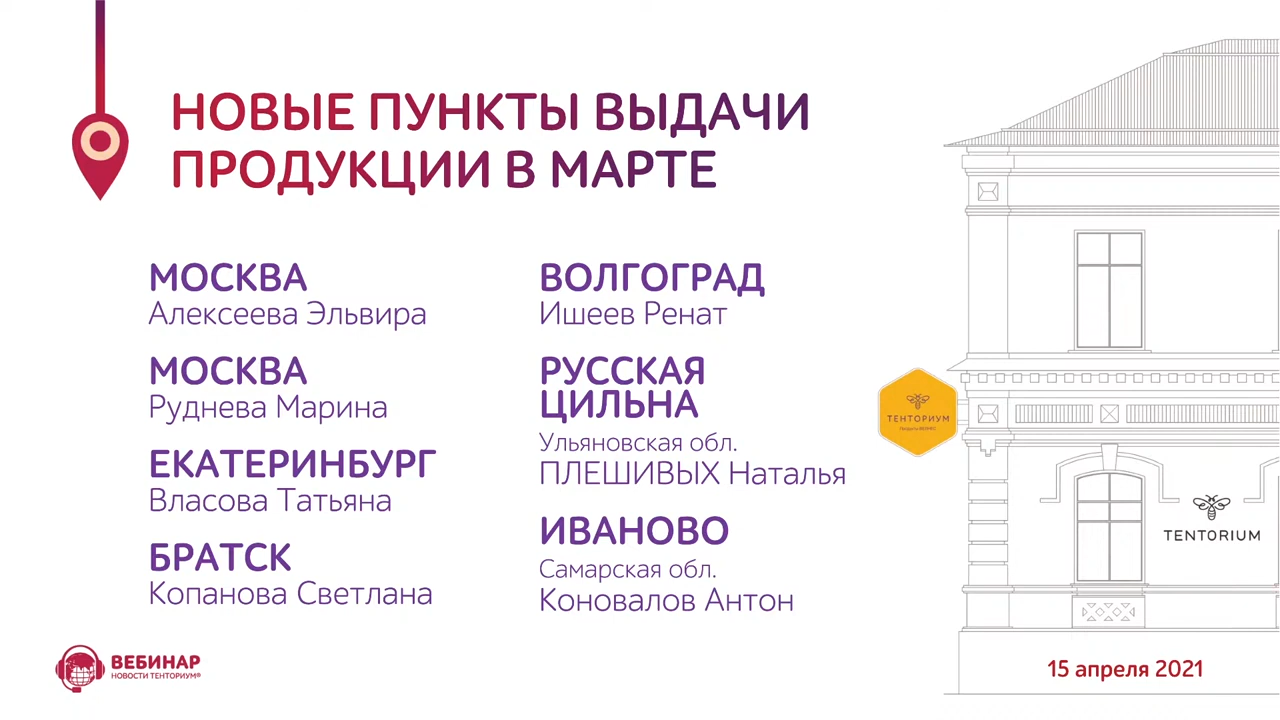 НОВЫЕ ПУНКТЫ ВЫДАЧИ
ПРОДУКЦИИ В МАРТЕ
МОСКВА
Алексеева Эльвира
МОСКВА
Руднева Марина
ЕКАТЕРИНБУРГ
Власова Татьяна
БРАТСК
Копанова Светлана
ВОЛГОГРАД
Ишеев Ренат
РУССКАЯ
ЦИЛЬНА
Ульяновская обл.
ПЛЕШИВЫХ Наталья
ИВАНОВО
Самарская обл.
Коновалов Антон
ТЕНТОРИУМ
TENTORIUM
ВЕБИНАР
НОВОСТИ ТЕНТОРИУМ®
15 апреля 2021